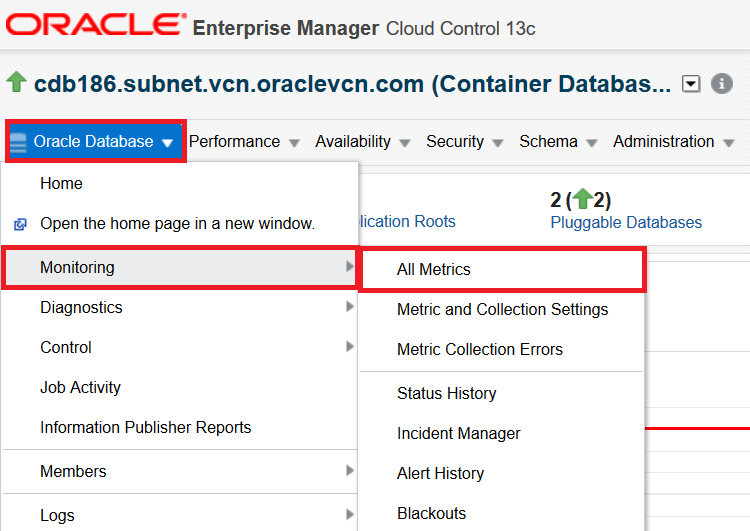 ORACLE® Enterprise Manager Cloud Control 13c
cdb186.subnet.vcn.oraclevcn.com (Container Databas...
Oracle Database Performance Availability Security Schema Administration
Home
Open the home page in a new window.
Monitoring
Diagnostics
Control
Job Activity
Information Publisher Reports
Members
Logs
All Metrics
Metric and Collection Settings
Metric Collection Errors
Status History
Incident Manager
Alert History
Blackouts
lication Roots
2 (2)
Pluggable Databases